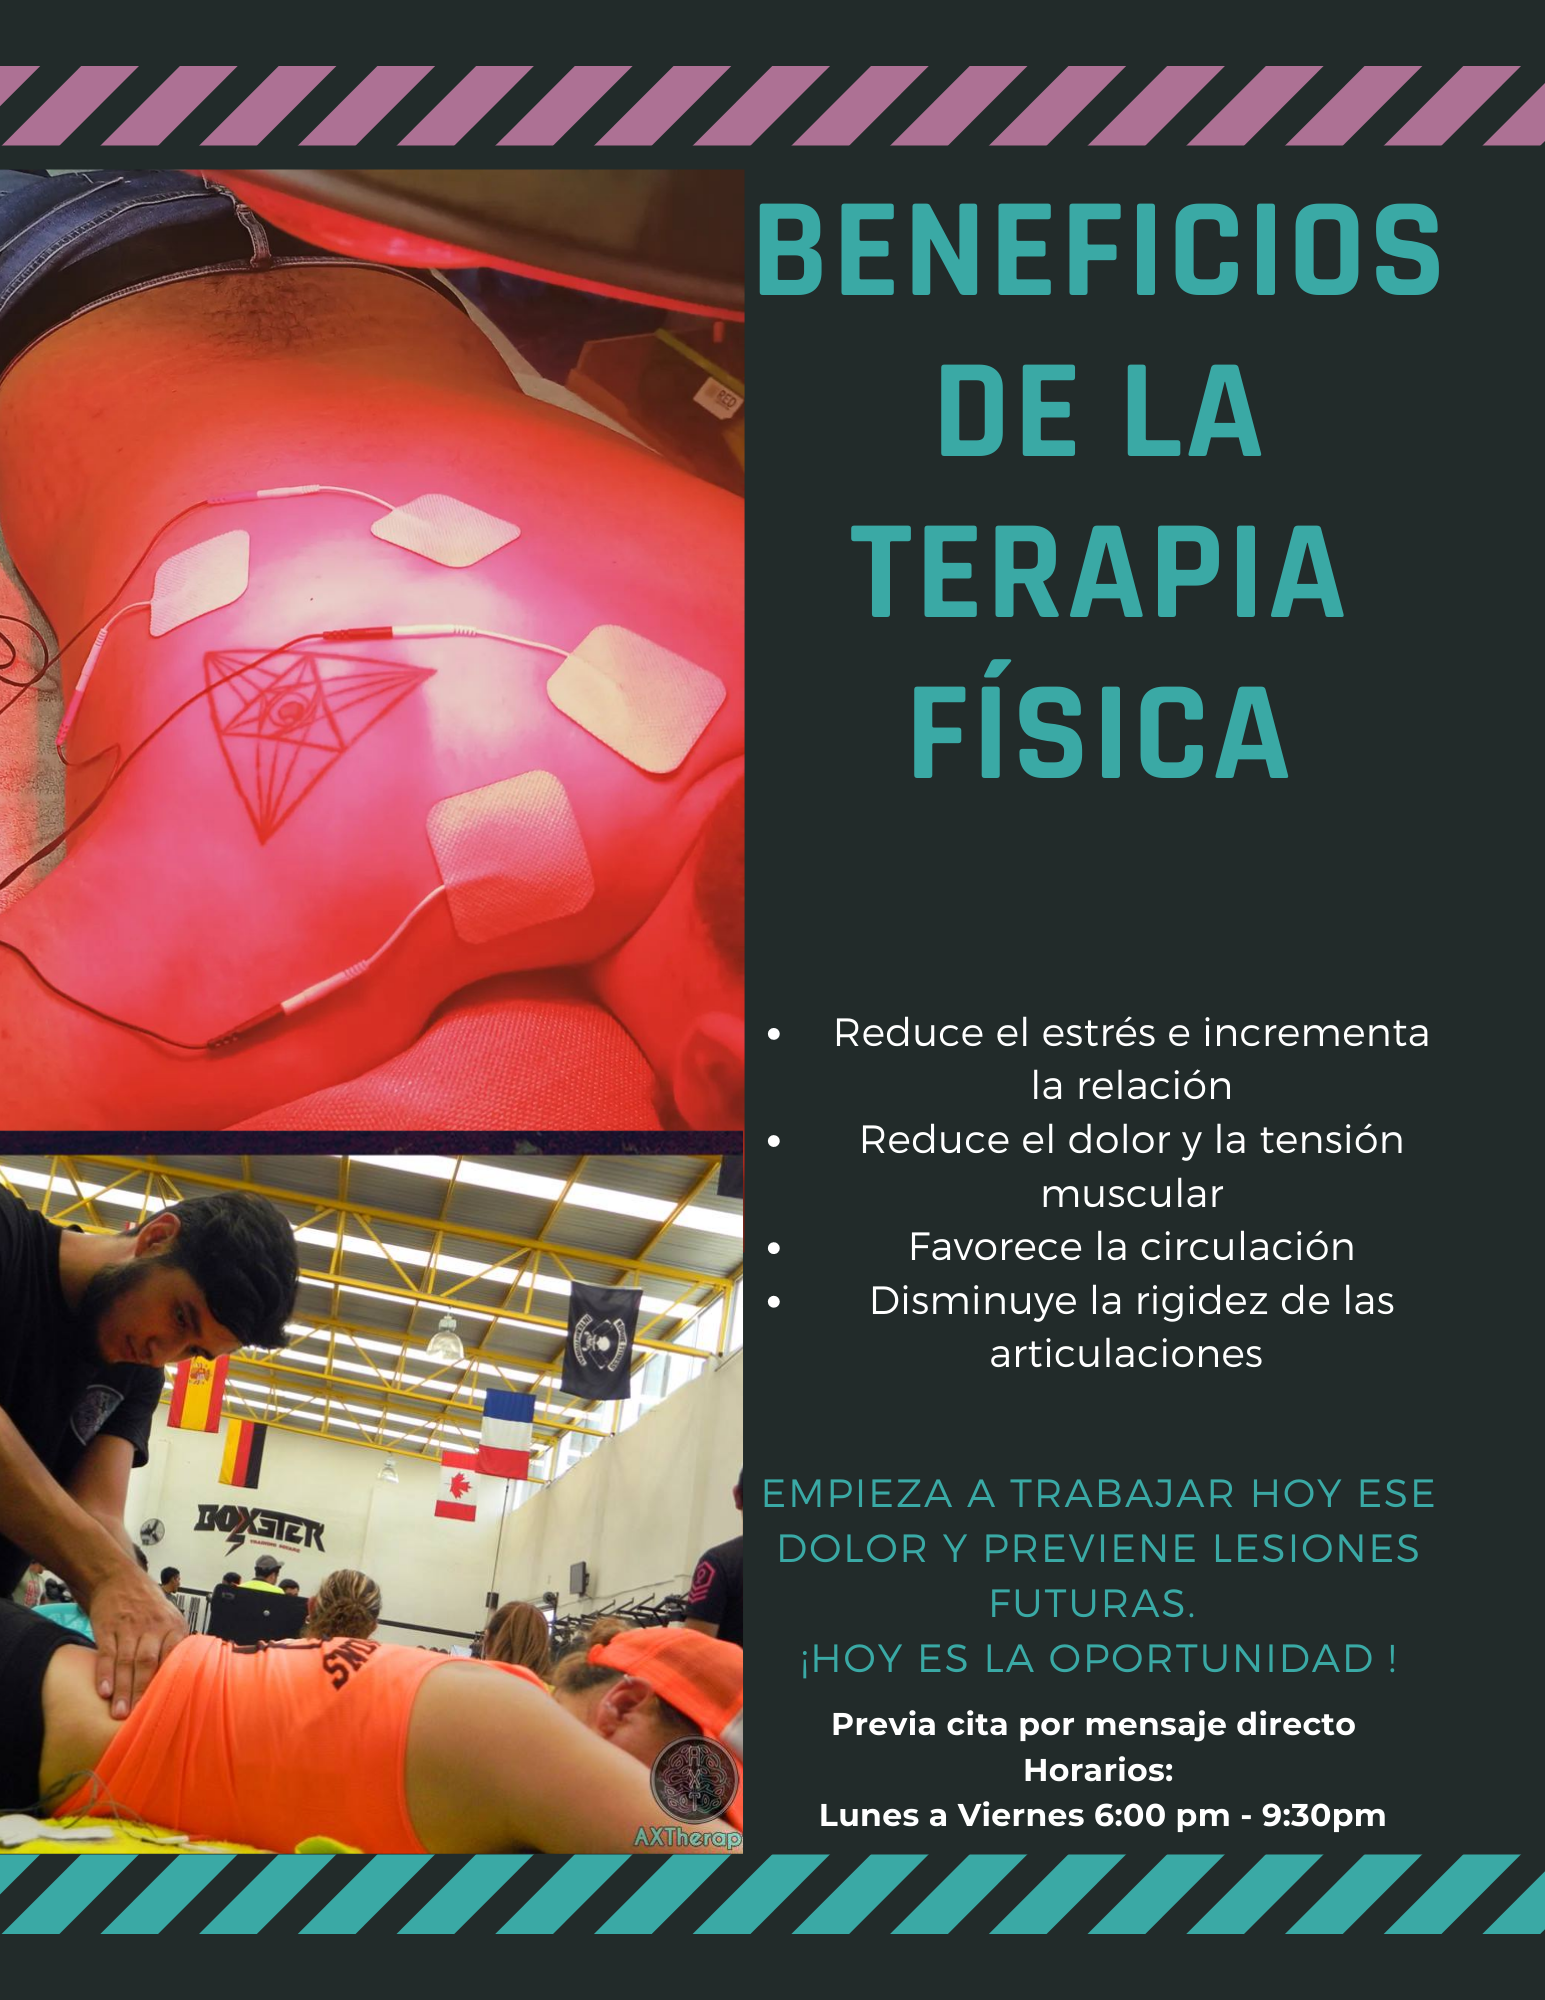 BENEFICIOS
DE LA
TERAPIA
FÍSICA
RED
• Reduce el estrés e incrementa
la relación
• Reduce el dolor y la tensión
muscular
• Favorece la circulación
• Disminuye la rigidez de las
articulaciones
EMPIEZA A TRABAJAR HOY ESE
DOLOR Y PREVIENE LESIONES
FUTURAS.
¡HOY ES LA OPORTUNIDAD !
Previa cita por mensaje directo
Horarios:
Lunes a Viernes 6:00 pm - 9:30pm
BOXSTER
AXTherap